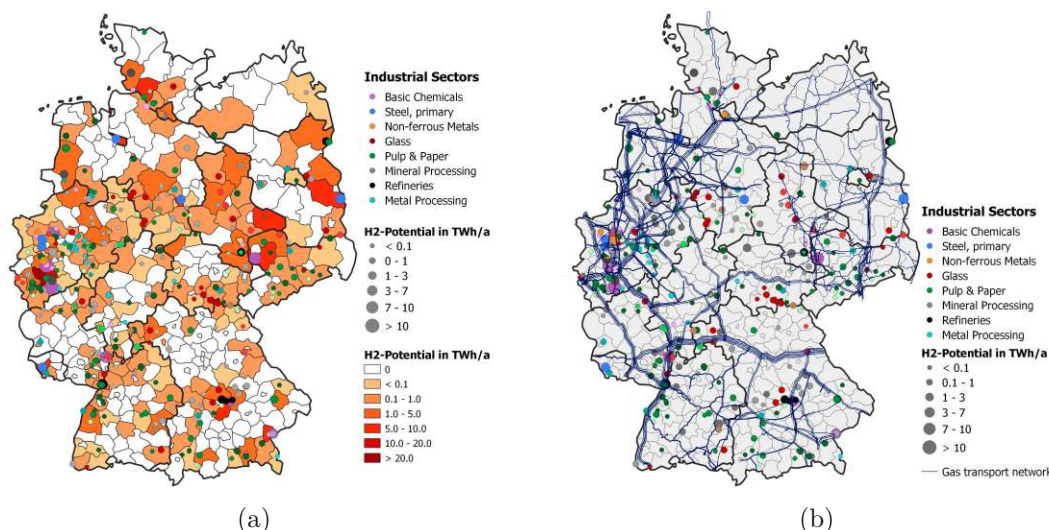 Industrial Sectors
Basic Chemicals
Steel, primary
Non-ferrous Metals
Glass
Pulp & Paper
Mineral Processing
Refineries
Metal Processing
H2-Potential in TWh/a
< 0.1
0 - 1
1 - 3
3 - 7
7 - 10
> 10
H2-Potential in TWh/a
0
< 0.1
0.1 - 1.0
1.0 - 5.0
5.0 - 10.0
10.0 - 20.0
> 20.0
(a)
Industrial Sectors
Basic Chemicals
Steel, primary
Non-ferrous Metals
Glass
Pulp & Paper
Mineral Processing
Refineries
Metal Processing
H2-Potential in TWh/a
< 0.1
0.1 - 1
1 - 3
3 - 7
7 - 10
> 10
Gas transport network
(b)